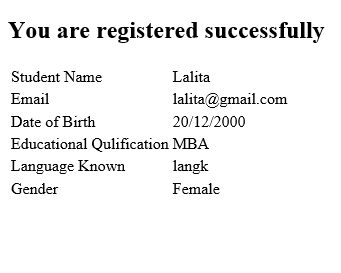 You are registered successfully
Student Name Lalita
Email lalita@gmail.com
Date of Birth 20/12/2000
Educational Qulification MBA
Language Known langk
Gender Female